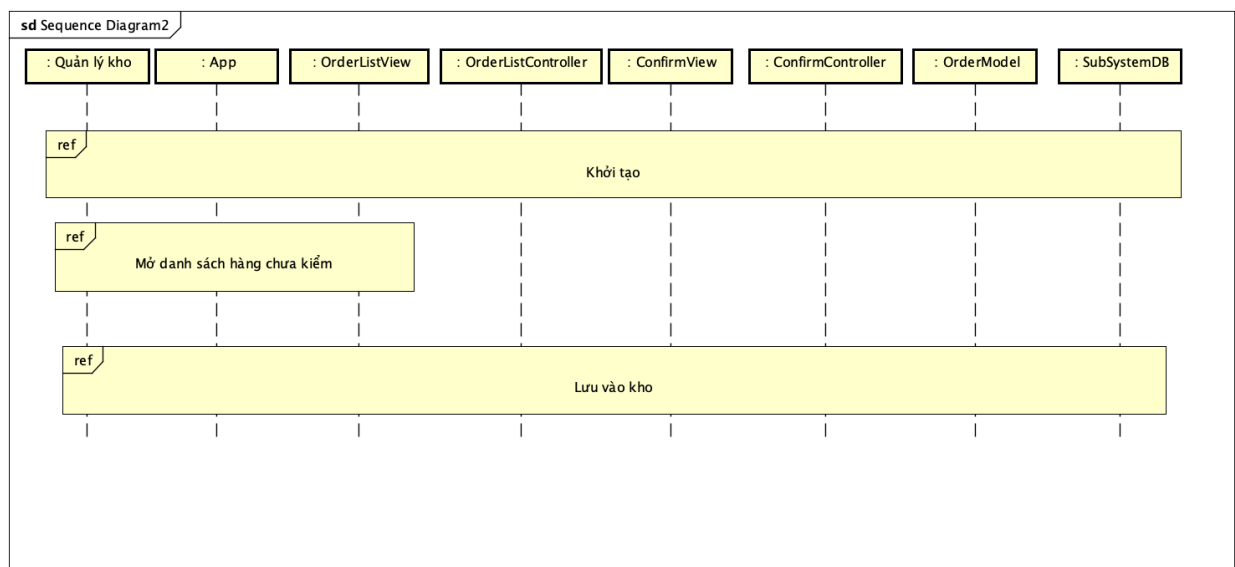 sd Sequence Diagram2
: Quản lý kho
: App
: OrderListView
: OrderListController
: ConfirmView
: ConfirmController
: OrderModel
: SubSystemDB
ref
Khởi tạo
ref
Mở danh sách hàng chưa kiểm
ref
Lưu vào kho